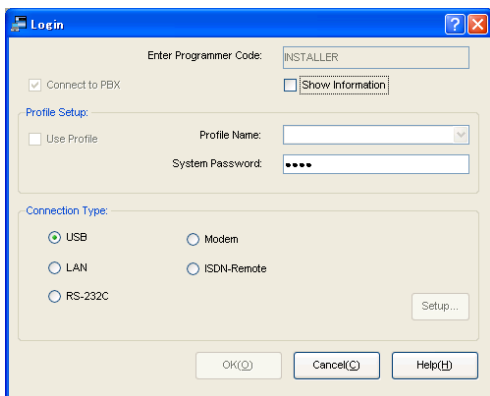 Login
Enter Programmer Code: INSTALLER
Connect to PBX Show Information
Profile Setup:
Use Profile Profile Name:
System Password: ••••
Connection Type:
USB Modem
LAN ISDN-Remote
RS-232C
Setup...
OK(O) Cancel(C) Help(H)